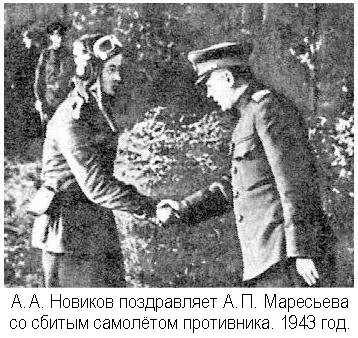 А. А. Новиков поздравляет А. П. Маресьева
со сбитым самолётом противника. 1943 год.